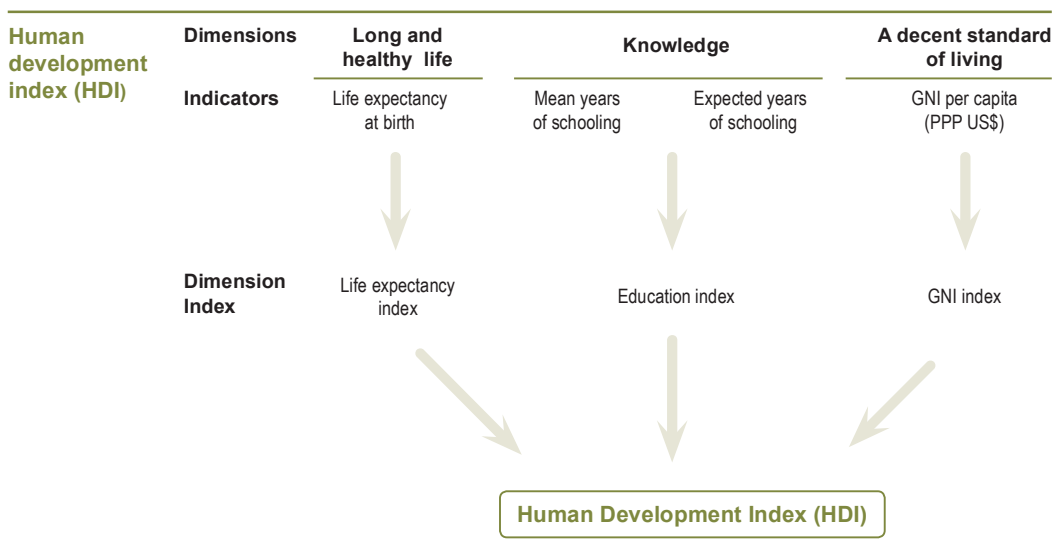 Human
development
index (HDI)
Dimensions
Long and
healthy life
Knowledge
A decent standard
of living
Indicators
Life expectancy
at birth
Mean years
of schooling
Expected years
of schooling
GNI per capita
(PPP US$)
Dimension
Index
Life expectancy
index
Education index
GNI index
Human Development Index (HDI)